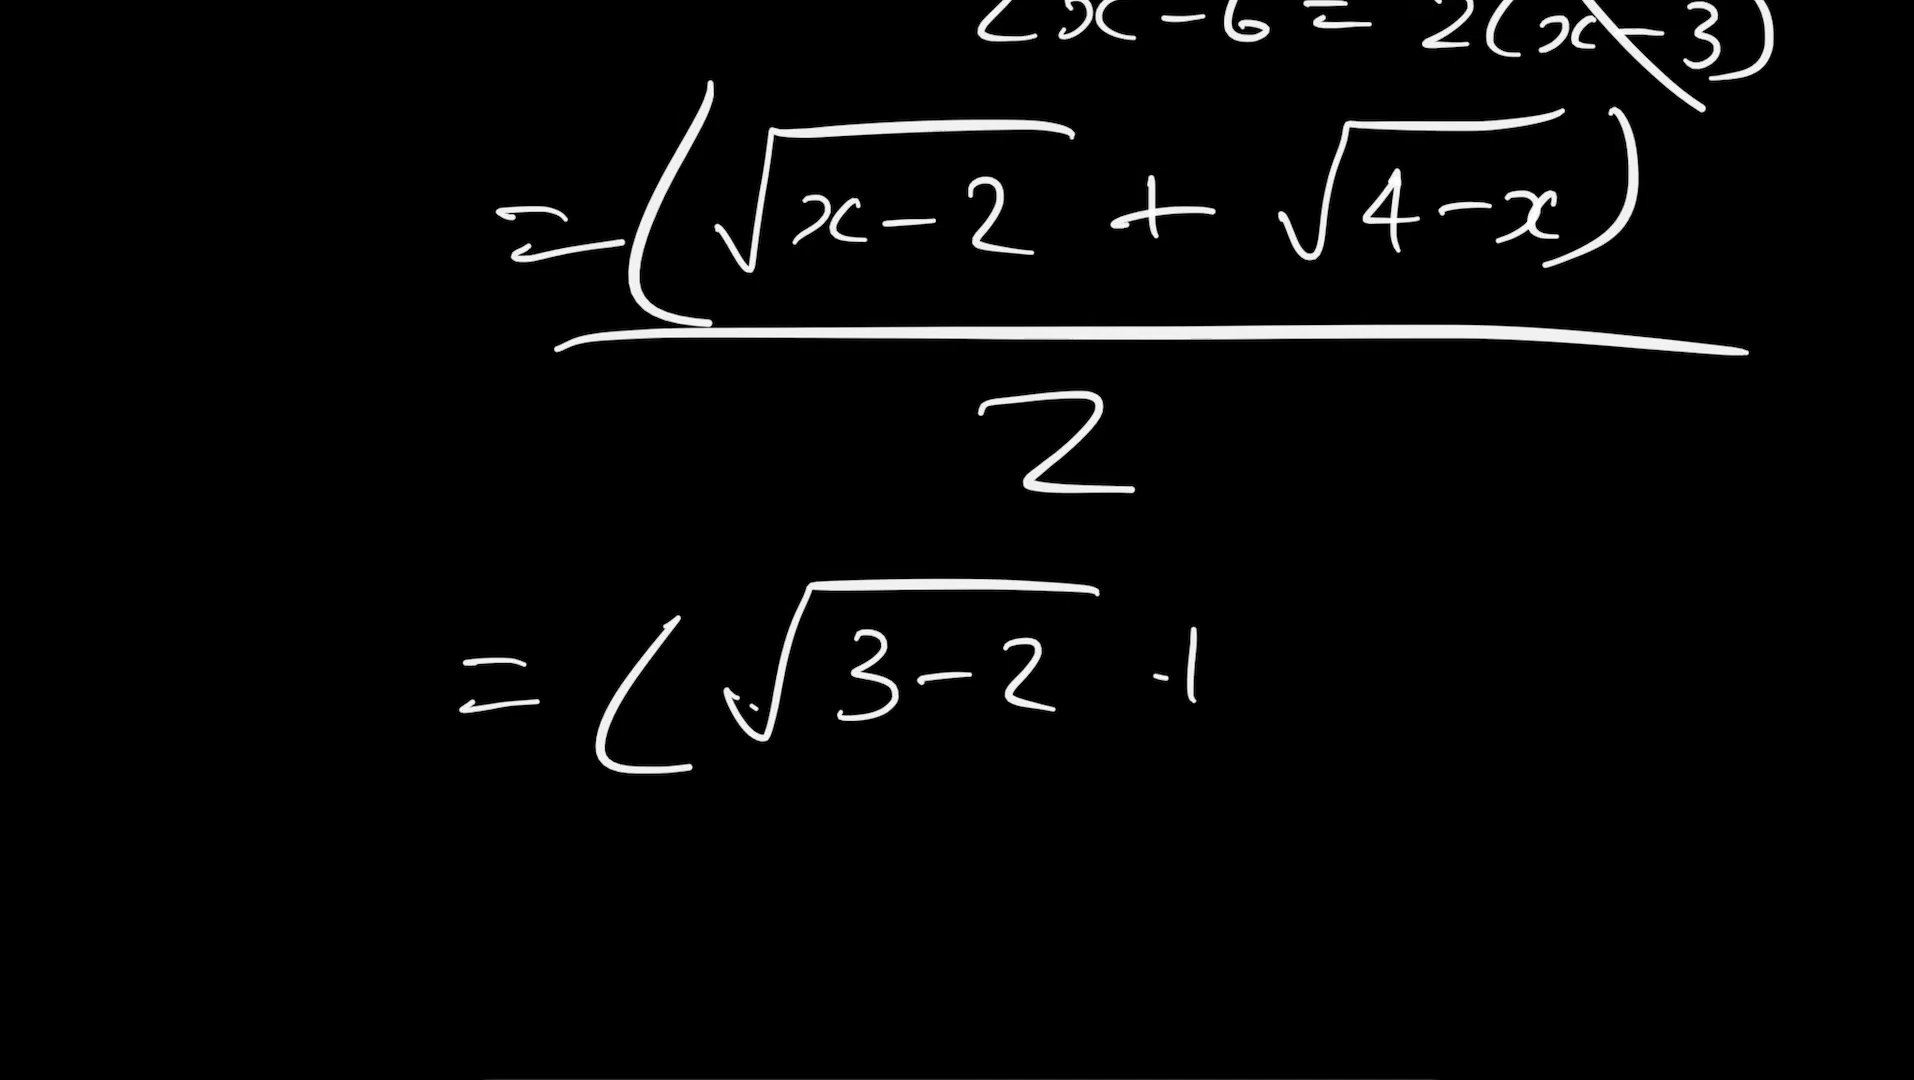 2x-6 = 2(x-3)
=(√x-2 + √4-x)
2
= (√3-2 -1